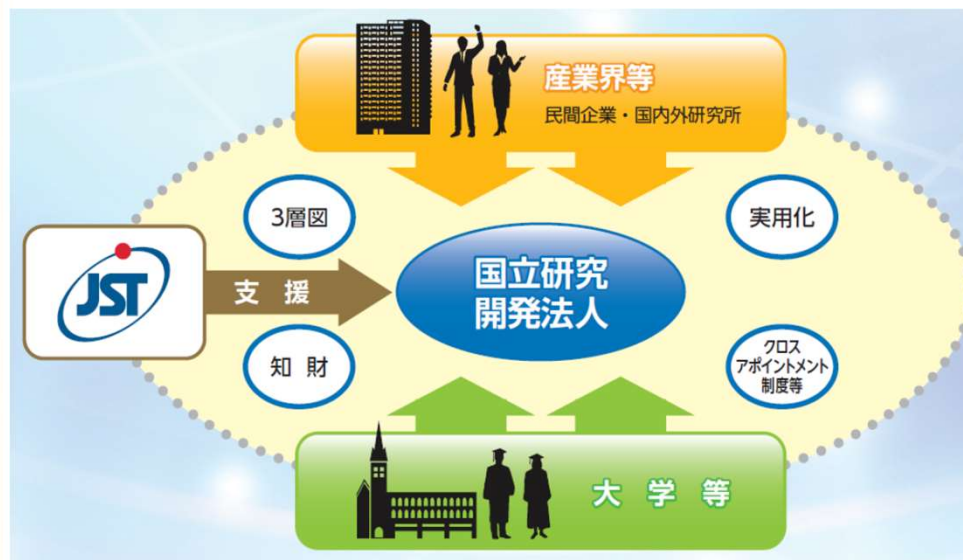 産業界等
民間企業・国内外研究所
3層図
実用化
JST
支 援
国立研究
開発法人
知 財
クロス
アポイントメント
制度等
大 学 等